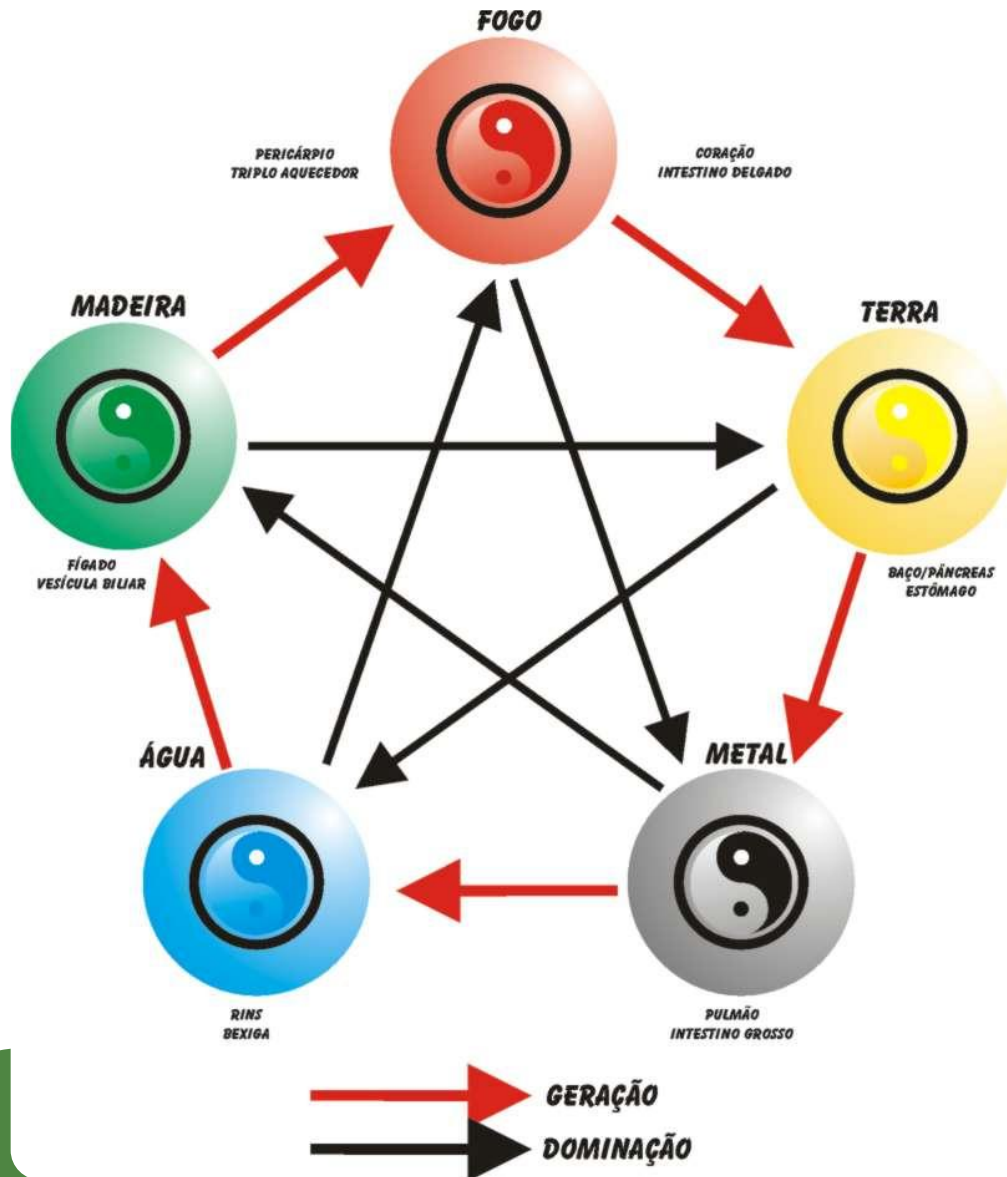 FOGO
PERICÁRPIO
TRIPLO AQUECEDOR
CORAÇÃO
INTESTINO DELGADO
MADEIRA
TERRA
FÍGADO
VESÍCULA BILIAR
BAÇO/PÂNCREAS
ESTÔMAGO
ÁGUA
METAL
RINS
BEXIGA
PULMÃO
INTESTINO GROSSO
GERAÇÃO
DOMINAÇÃO